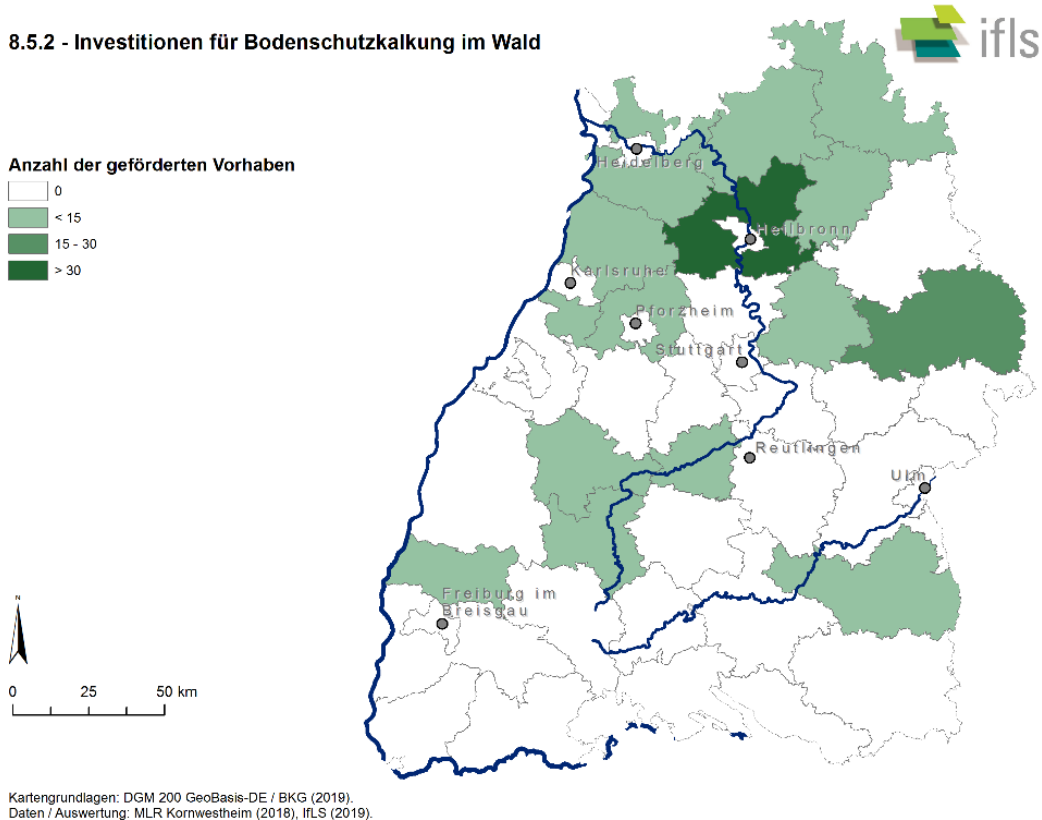 8.5.2 - Investitionen für Bodenschutzkalkung im Wald
ifls
Anzahl der geförderten Vorhaben
0
< 15
15 - 30
> 30
Heidelberg
Heilbronn
Karlsruhe
Pforzheim
Stuttgart
Reutlingen
Ulm
Freiburg im
Breisgau
N
0 25 50 km
Kartengrundlagen: DGM 200 GeoBasis-DE / BKG (2019).
Daten / Auswertung: MLR Kornwestheim (2018), IfLS (2019).